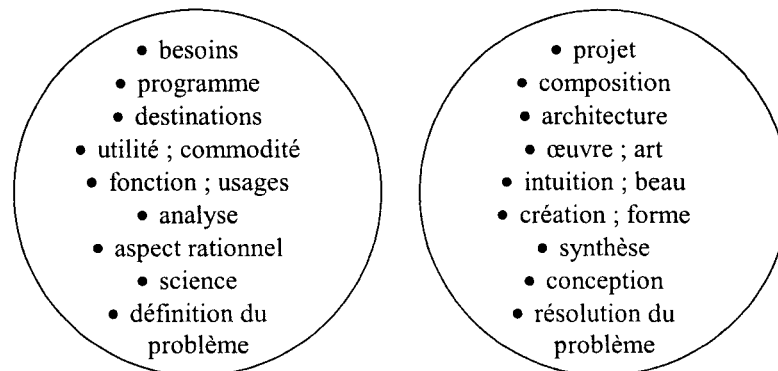 • besoins
• programme
• destinations
• utilité ; commodité
• fonction ; usages
• analyse
• aspect rationnel
• science
• définition du
problème
• projet
• composition
• architecture
• œuvre ; art
• intuition ; beau
• création ; forme
• synthèse
• conception
• résolution du
problème